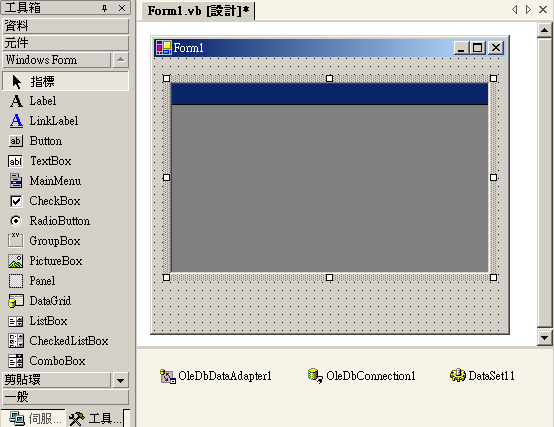 工具箱
資料
元件
Windows Form
指標
Label
LinkLabel
Button
TextBox
MainMenu
CheckBox
RadioButton
GroupBox
PictureBox
Panel
DataGrid
ListBox
CheckedListBox
ComboBox
剪貼環
一般
伺服... 工具...
Form1.vb [設計]*
Form1
OleDbDataAdapter1 OleDbConnection1 DataSet11